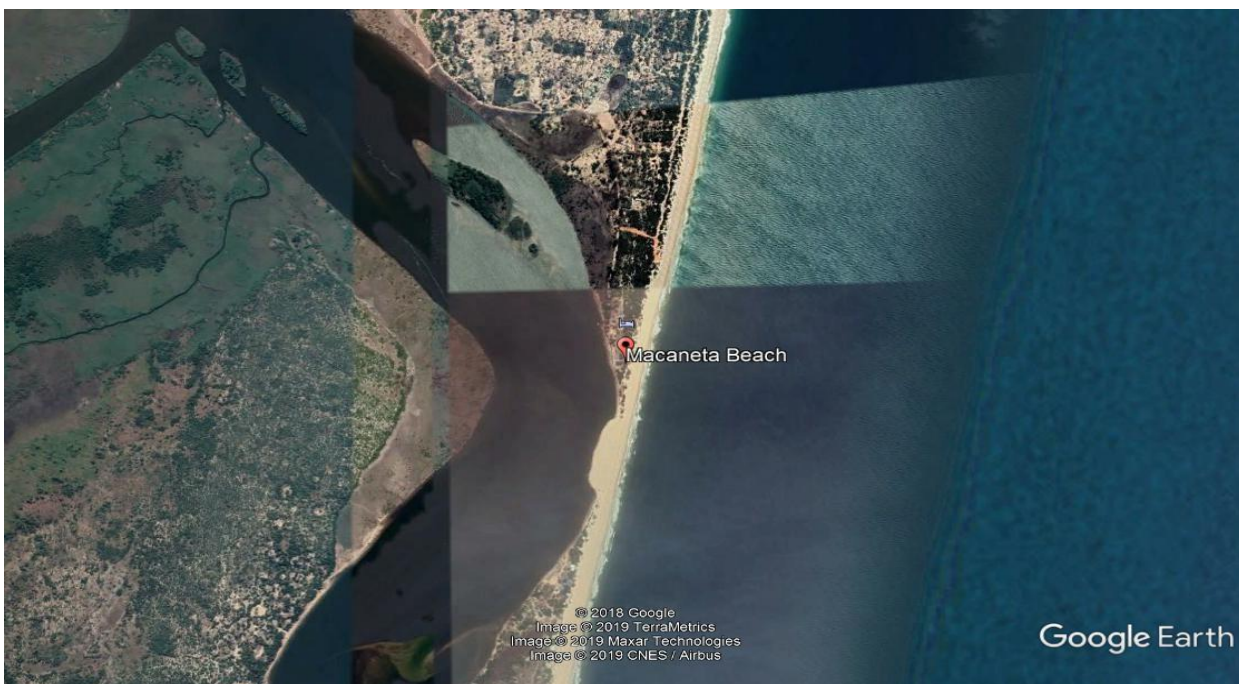 Macaneta Beach
© 2018 Google
Image © 2019 TerraMetrics
Image © 2019 Maxar Technologies
Image © 2019 CNES / Airbus
Google Earth